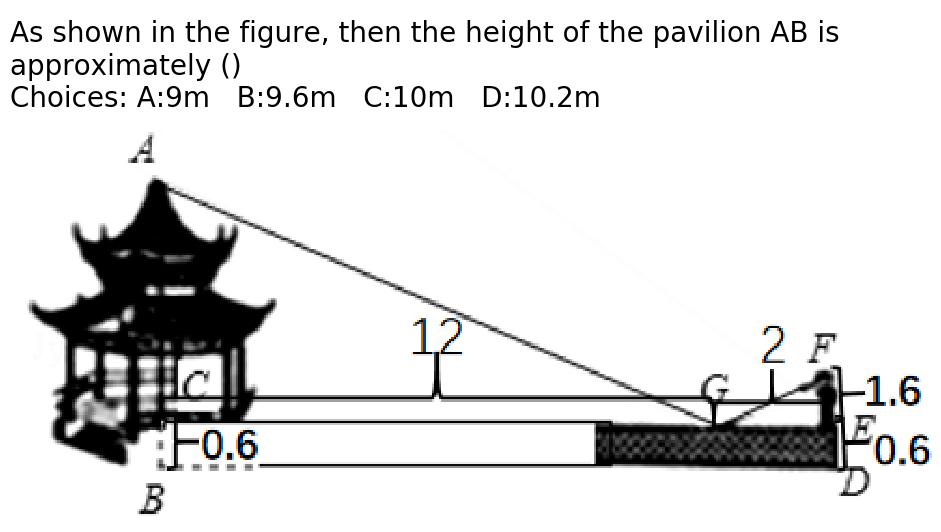 As shown in the figure, then the height of the pavilion AB is
approximately ()
Choices: A:9m   B:9.6m   C:10m   D:10.2m
A
12
2
F
C
G
1.6
0.6
E
0.6
D
B